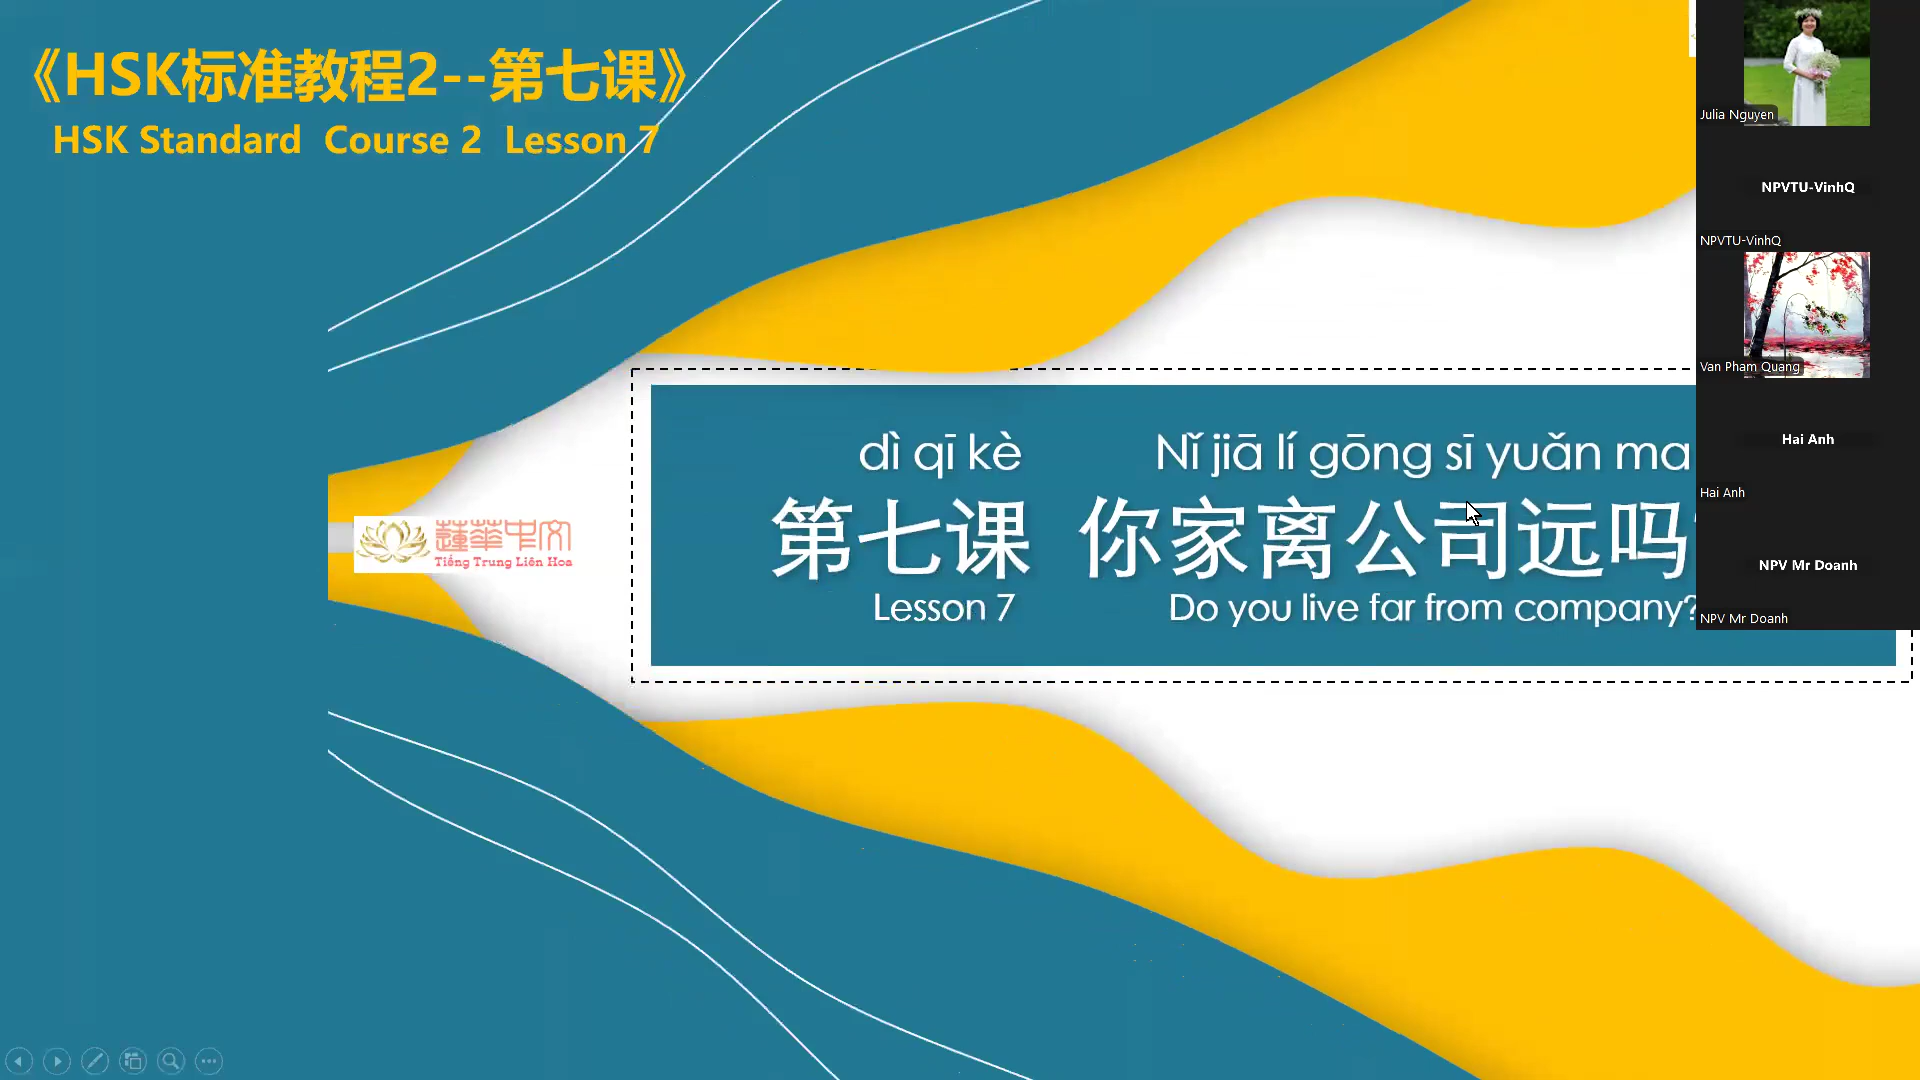 《HSK标准教程2--第七课》
HSK Standard Course 2 Lesson 7
dì qī kè Nǐ jiā lí gōng sī yuǎn ma
第七课 你家离公司远吗
Lesson 7 Do you live far from company?
蓮華中文
Tiếng Trung Liên Hoa
Julia Nguyen
NPVTU-VinhQ
NPVTU-VinhQ
Van Pham Quang
Hai Anh
Hai Anh
NPV Mr Doanh
NPV Mr Doanh